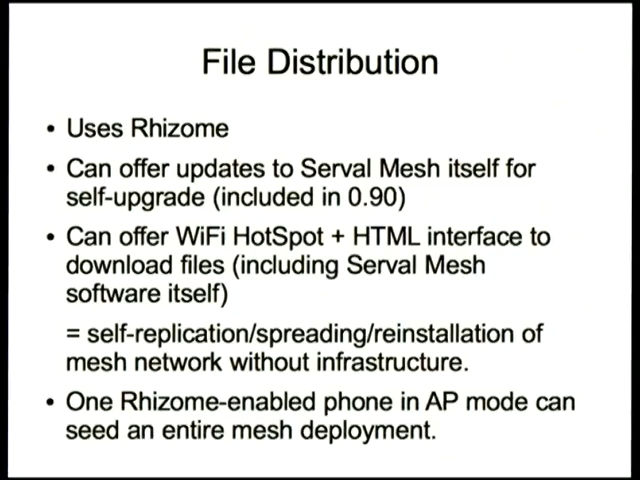 File Distribution
• Uses Rhizome
• Can offer updates to Serval Mesh itself for
self-upgrade (included in 0.90)
• Can offer WiFi HotSpot + HTML interface to
download files (including Serval Mesh
software itself)
= self-replication/spreading/reinstallation of
mesh network without infrastructure.
• One Rhizome-enabled phone in AP mode can
seed an entire mesh deployment.